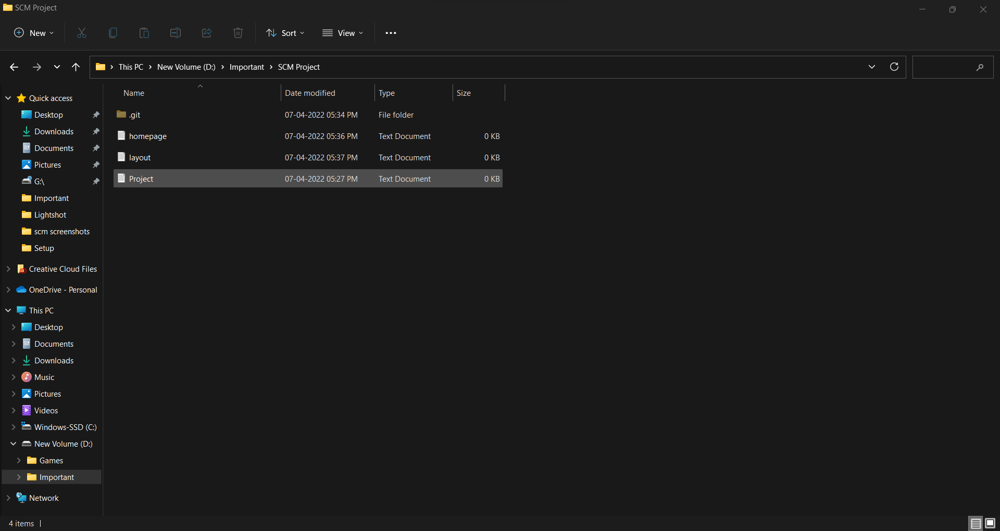 SCM Project
New Sort View
This PC New Volume (D:) Important SCM Project
Name Date modified Type Size
.git 07-04-2022 05:34 PM File folder
homepage 07-04-2022 05:36 PM Text Document 0 KB
layout 07-04-2022 05:37 PM Text Document 0 KB
Project 07-04-2022 05:27 PM Text Document 0 KB
Quick access
Desktop
Downloads
Documents
Pictures
G:\
Important
Lightshot
scm screenshots
Setup
Creative Cloud Files
OneDrive - Personal
This PC
Desktop
Documents
Downloads
Music
Pictures
Videos
Windows-SSD (C:)
New Volume (D:)
Games
Important
Network
4 items